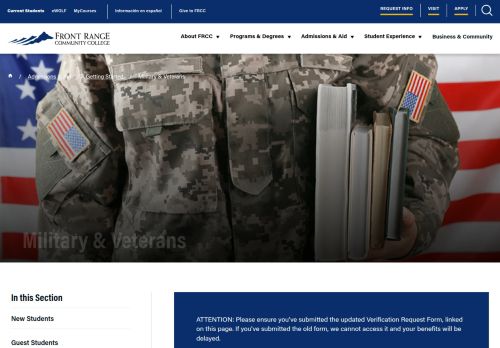 Current Students eWOLF MyCourses Información en español Give to FRCC REQUEST INFO VISIT APPLY
FRONT RANGE
COMMUNITY COLLEGE
About FRCC Programs & Degrees Admissions & Aid Student Experience Business & Community
/ Admissions / A Getting Started / Military & Veterans
Military & Veterans
In this Section
New Students
Guest Students
ATTENTION: Please ensure you've submitted the updated Verification Request Form, linked
on this page. If you've submitted the old form, we cannot access it and your benefits will be
delayed.